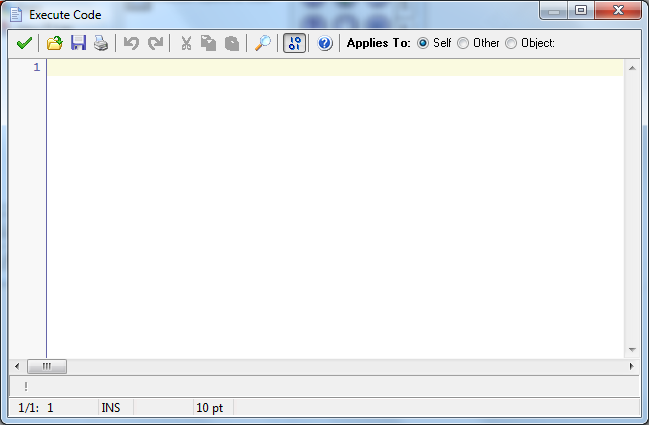 Execute Code
Applies To: Self Other Object:
1
!
1/1: 1 INS 10 pt